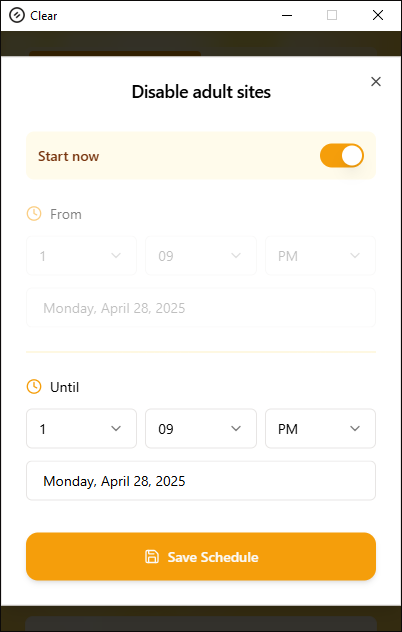 Clear
Disable adult sites
Start now
From
1 09 PM
Monday, April 28, 2025
Until
1 09 PM
Monday, April 28, 2025
Save Schedule